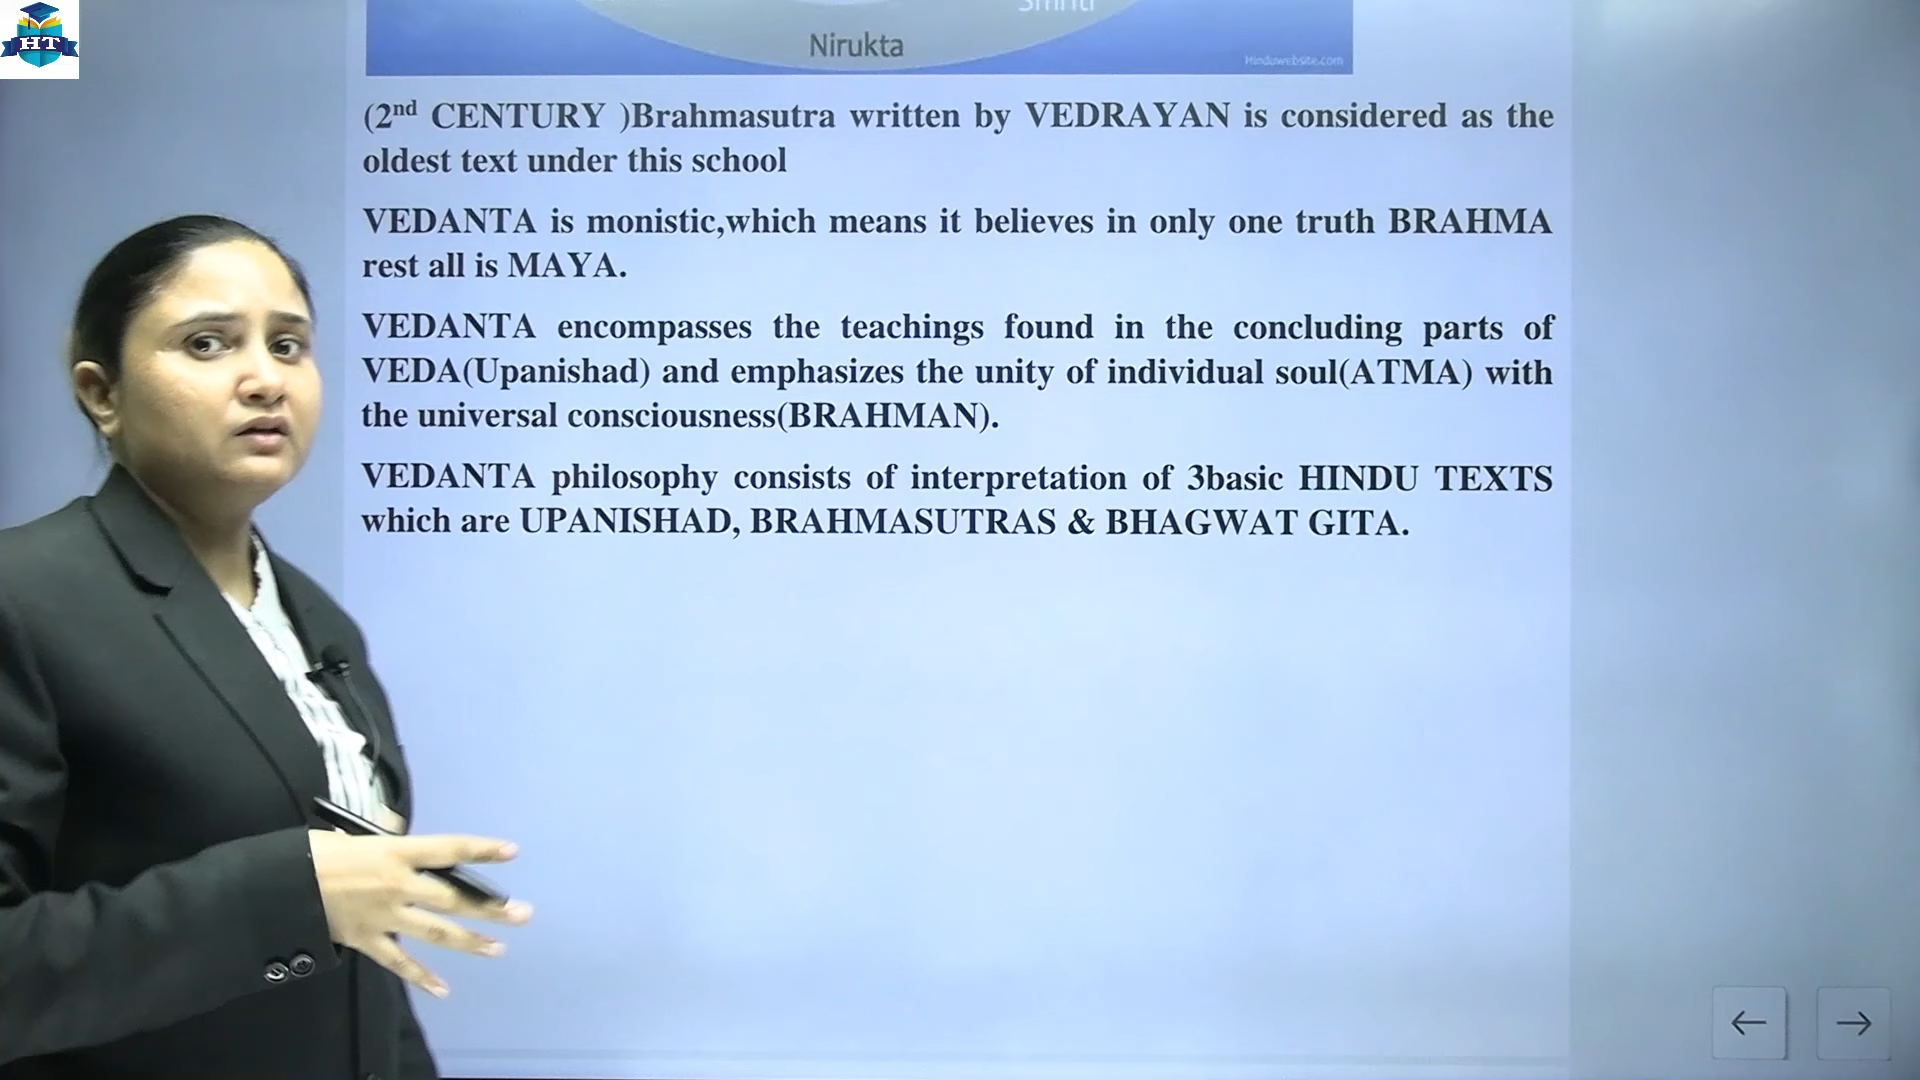 HT
Smriti
Nirukta
Hinduwebsite.com
(2nd CENTURY )Brahmasutra written by VEDRAYAN is considered as the
oldest text under this school
VEDANTA is monistic,which means it believes in only one truth BRAHMA
rest all is MAYA.
VEDANTA encompasses the teachings found in the concluding parts of
VEDA(Upanishad) and emphasizes the unity of individual soul(ATMA) with
the universal consciousness(BRAHMAN).
VEDANTA philosophy consists of interpretation of 3basic HINDU TEXTS
which are UPANISHAD, BRAHMASUTRAS & BHAGWAT GITA.